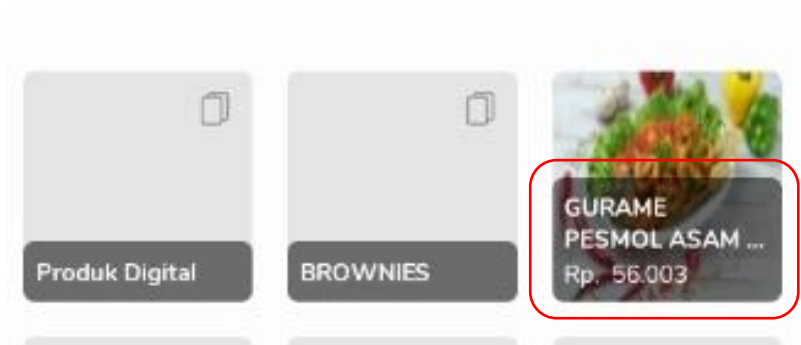 Produk Digital
BROWNIES
GURAME
PESMOL ASAM ...
Rp. 56.003